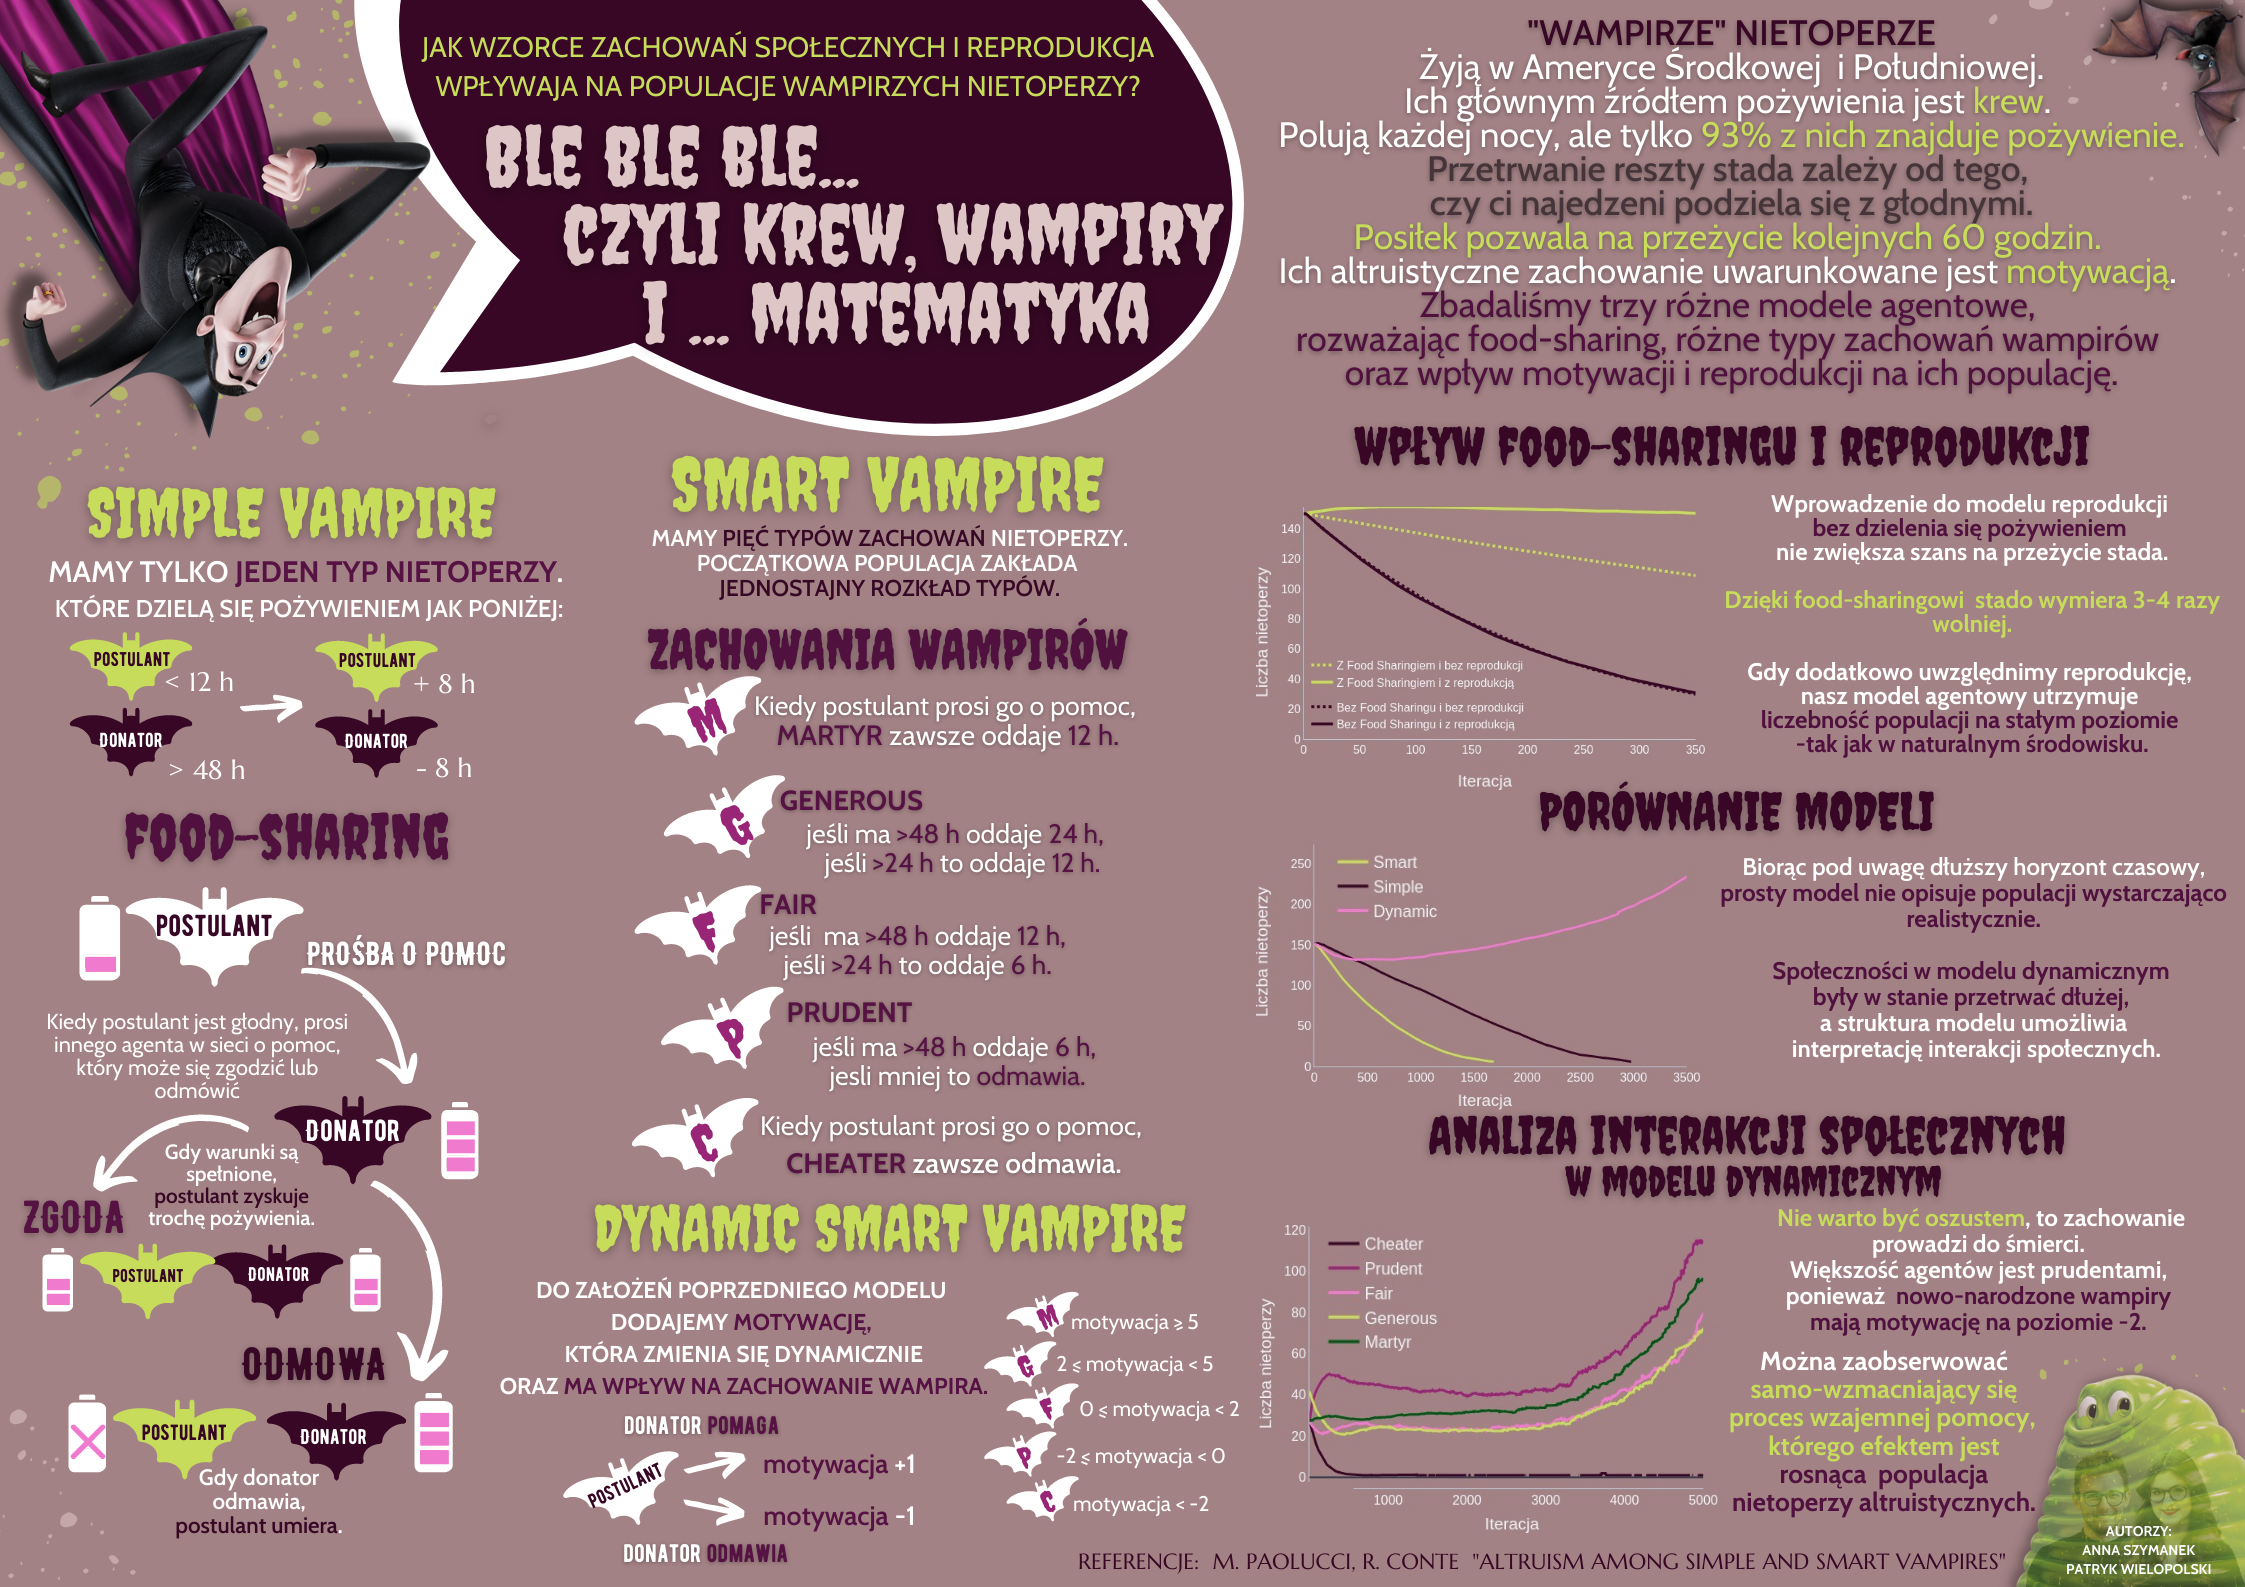 JAK WZORCE ZACHOWAŃ SPOŁECZNYCH I REPRODUKCJA
WPŁYWAJA NA POPULACJE WAMPIRZYCH NIETOPERZY?
BLE BLE BLE...
CZYLI KREW, WAMPIRY
I ... MATEMATYKA
"WAMPIRZE" NIETOPERZE
Żyją w Ameryce Środkowej i Południowej.
Ich głównym źródłem pożywienia jest krew.
Polują każdej nocy, ale tylko 93% z nich znajduje pożywienie.
Przetrwanie reszty stada zależy od tego,
czy ci najedzeni podziela się z głodnymi.
Posiłek pozwala na przeżycie kolejnych 60 godzin.
Ich altruistyczne zachowanie uwarunkowane jest motywacją.
Zbadaliśmy trzy różne modele agentowe,
rozważając food-sharing, różne typy zachowań wampirów
oraz wpływ motywacji i reprodukcji na ich populację.
SIMPLE VAMPIRE
MAMY TYLKO JEDEN TYP NIETOPERZY.
KTÓRE DZIELĄ SIĘ POŻYWIENIEM JAK PONIŻEJ:
POSTULANT
< 12 h
DONATOR
> 48 h
POSTULANT
+ 8 h
DONATOR
- 8 h
FOOD-SHARING
POSTULANT
PROŚBA O POMOC
Kiedy postulant jest głodny, prosi
innego agenta w sieci o pomoc,
który może się zgodzić lub
odmówić
DONATOR
Gdy warunki są
spełnione,
postulant zyskuje
trochę pożywienia.
ZGODA
POSTULANT
DONATOR
ODMOWA
POSTULANT
DONATOR
Gdy donator
odmawia,
postulant umiera.
SMART VAMPIRE
MAMY PIĘĆ TYPÓW ZACHOWAŃ NIETOPERZY.
POCZĄTKOWA POPULACJA ZAKŁADA
JEDNOSTAJNY ROZKŁAD TYPÓW.
ZACHOWANIA WAMPIRÓW
M
Kiedy postulant prosi go o pomoc,
MARTYR zawsze oddaje 12 h.
G
GENEROUS
jeśli ma >48 h oddaje 24 h,
jeśli >24 h to oddaje 12 h.
F
FAIR
jeśli ma >48 h oddaje 12 h,
jeśli >24 h to oddaje 6 h.
P
PRUDENT
jeśli ma >48 h oddaje 6 h,
jesli mniej to odmawia.
C
Kiedy postulant prosi go o pomoc,
CHEATER zawsze odmawia.
DYNAMIC SMART VAMPIRE
DO ZAŁOŻEŃ POPRZEDNIEGO MODELU
DODAJEMY MOTYWACJĘ,
KTÓRA ZMIENIA SIĘ DYNAMICZNIE
ORAZ MA WPŁYW NA ZACHOWANIE WAMPIRA.
DONATOR POMAGA
POSTULANT
motywacja +1
motywacja -1
DONATOR ODMAWIA
M
motywacja ⩾ 5
G
2 ⩽ motywacja < 5
F
0 ⩽ motywacja < 2
P
-2 ⩽ motywacja < 0
C
motywacja < -2
WPŁYW FOOD-SHARINGU I REPRODUKCJI
Liczba nietoperzy
140
120
100
80
60
40
20
0
Z Food Sharingiem i bez reprodukcji
Z Food Sharingiem i z reprodukcją
Bez Food Sharingu i bez reprodukcji
Bez Food Sharingu i z reprodukcją
0 50 100 150 200 250 300 350
Iteracja
Wprowadzenie do modelu reprodukcji
bez dzielenia się pożywieniem
nie zwiększa szans na przeżycie stada.
Dzięki food-sharingowi stado wymiera 3-4 razy
wolniej.
Gdy dodatkowo uwzględnimy reprodukcję,
nasz model agentowy utrzymuje
liczebność populacji na stałym poziomie
-tak jak w naturalnym środowisku.
PORÓWNANIE MODELI
Liczba nietoperzy
250
200
150
100
50
0
Smart
Simple
Dynamic
0 500 1000 1500 2000 2500 3000 3500
Iteracja
Biorąc pod uwagę dłuższy horyzont czasowy,
prosty model nie opisuje populacji wystarczająco
realistycznie.
Społeczności w modelu dynamicznym
były w stanie przetrwać dłużej,
a struktura modelu umożliwia
interpretację interakcji społecznych.
ANALIZA INTERAKCJI SPOŁECZNYCH
W MODELU DYNAMICZNYM
Liczba nietoperzy
120
100
80
60
40
20
0
Cheater
Prudent
Fair
Generous
Martyr
1000 2000 3000 4000 5000
Iteracja
Nie warto być oszustem, to zachowanie
prowadzi do śmierci.
Większość agentów jest prudentami,
ponieważ nowo-narodzone wampiry
mają motywację na poziomie -2.
Można zaobserwować
samo-wzmacniający się
proces wzajemnej pomocy,
którego efektem jest
rosnąca populacja
nietoperzy altruistycznych.
AUTORZY:
ANNA SZYMANEK
PATRYK WIELOPOLSKI
REFERENCJE: M. PAOLUCCI, R. CONTE "ALTRUISM AMONG SIMPLE AND SMART VAMPIRES"